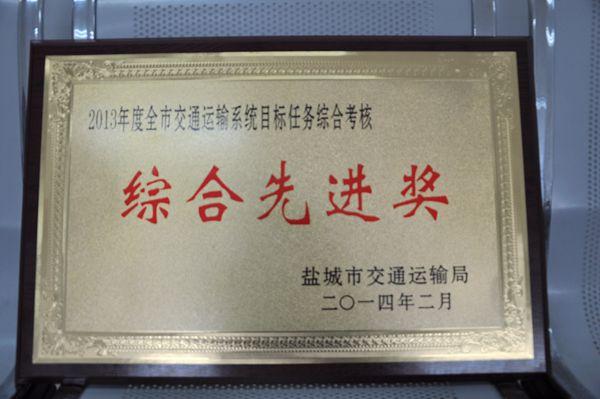 2013年度全市交通运输系统目标任务综合考核
综合先进奖
盐城市交通运输局
二〇一四年二月